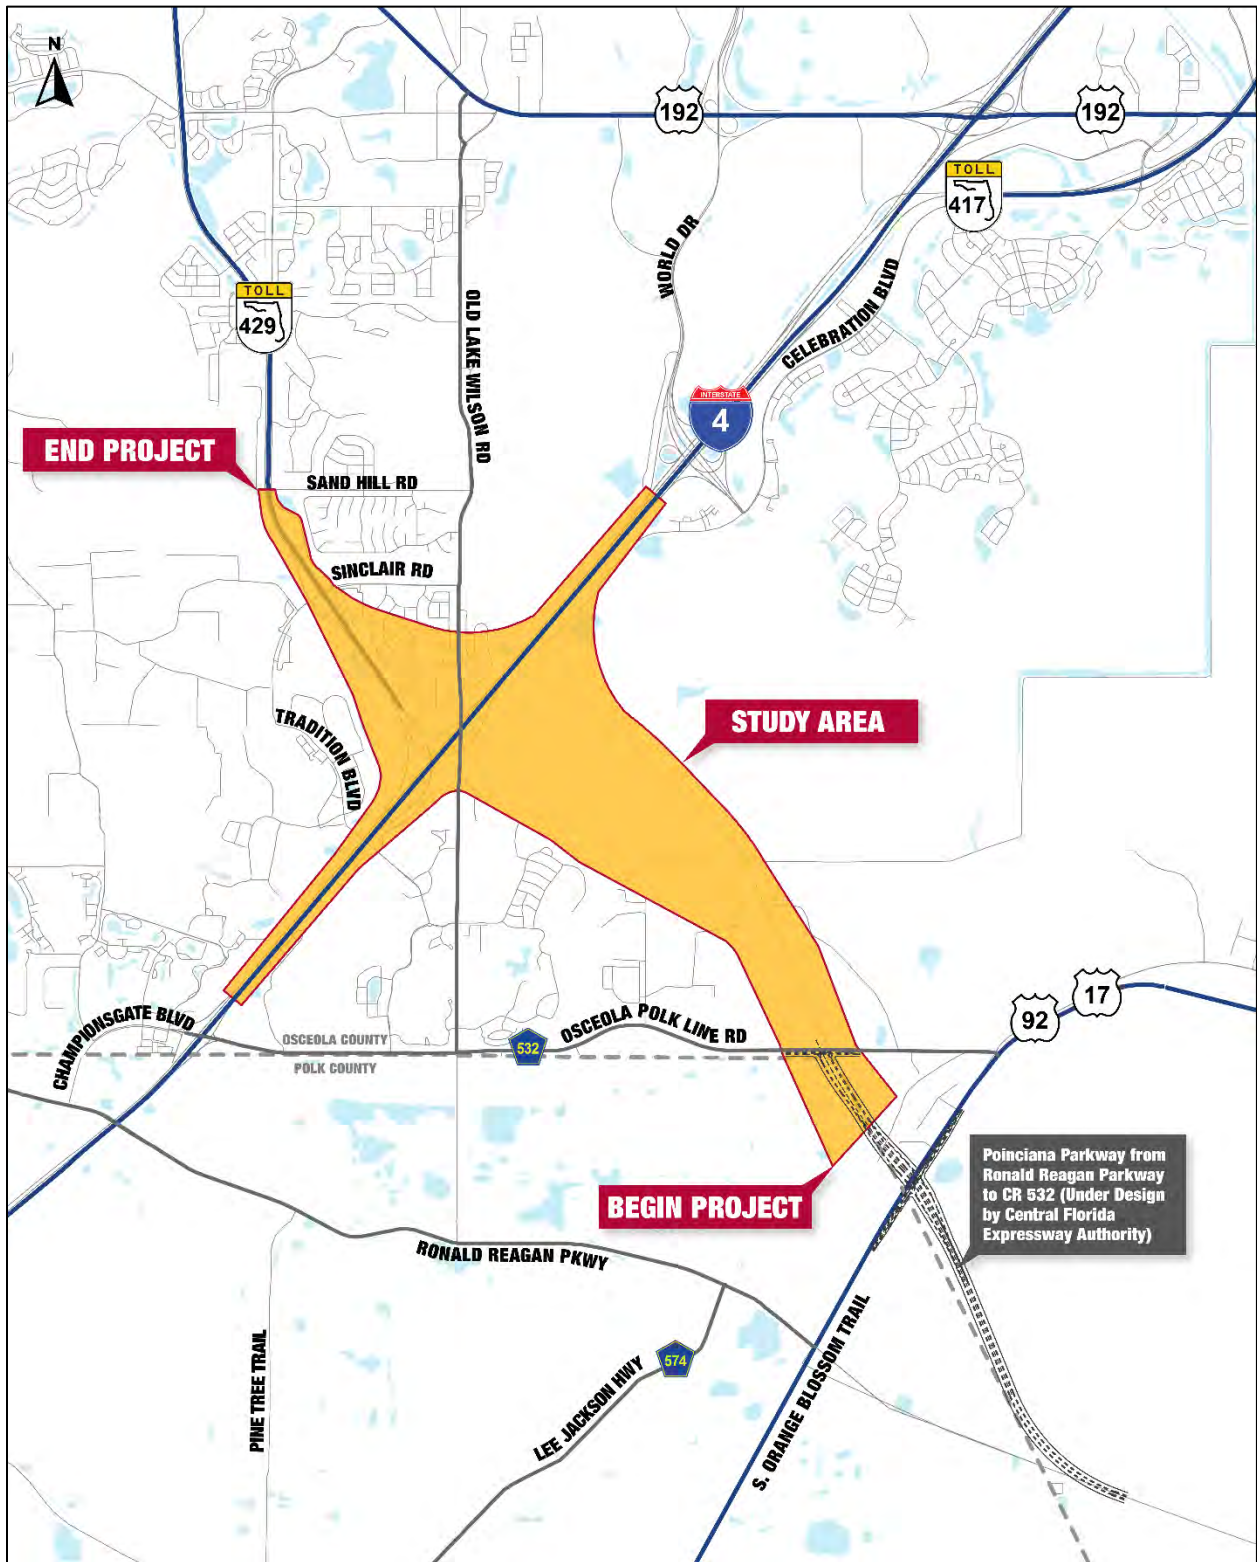 N
192
192
TOLL
417
WORLD DR
CELEBRATION BLVD
TOLL
429
OLD LAKE WILSON RD
INTERSTATE
4
END PROJECT
SAND HILL RD
SINCLAIR RD
STUDY AREA
TRADITION BLVD
CHAMPIONSGATE BLVD
OSCEOLA COUNTY
POLK COUNTY
532
OSCEOLA POLK LINE RD
92
17
Poinciana Parkway from
Ronald Reagan Parkway
to CR 532 (Under Design
by Central Florida
Expressway Authority)
BEGIN PROJECT
RONALD REAGAN PKWY
PINE TREE TRAIL
574
LEE JACKSON HWY
S. ORANGE BLOSSOM TRAIL